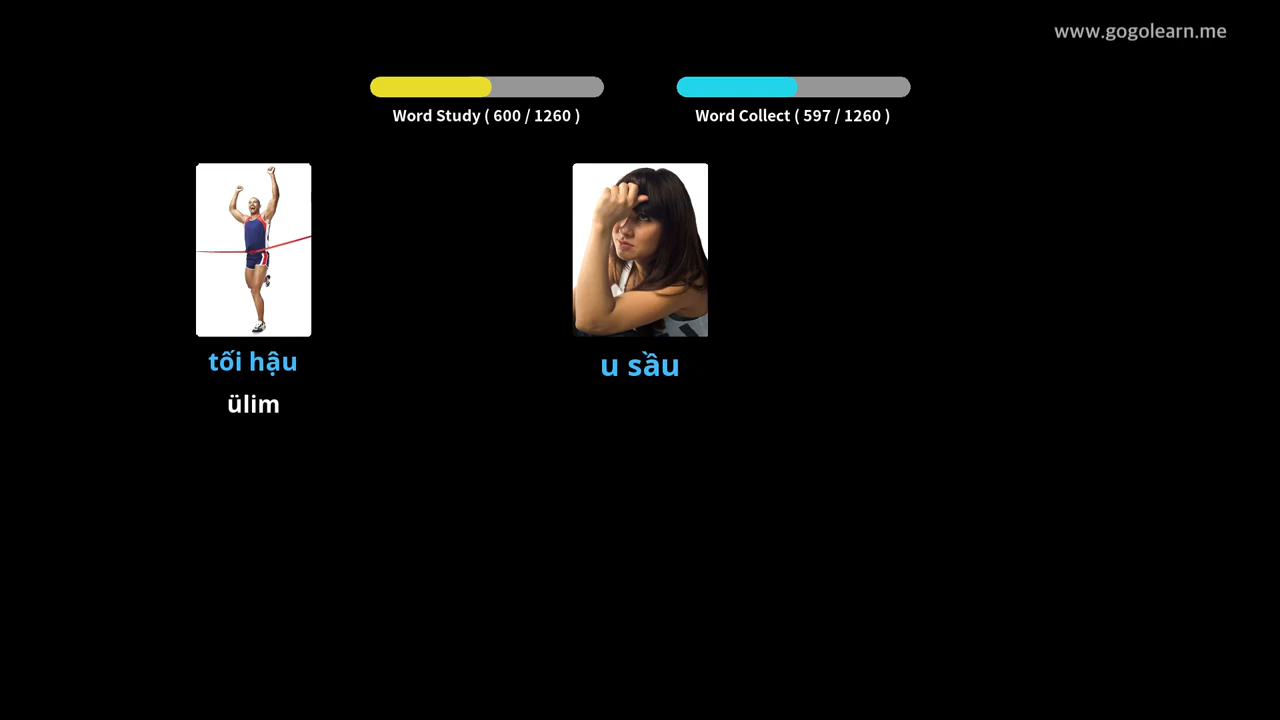 www.gogolearn.me
Word Study ( 600 / 1260 )
Word Collect ( 597 / 1260 )
tối hậu
ülim
u sầu